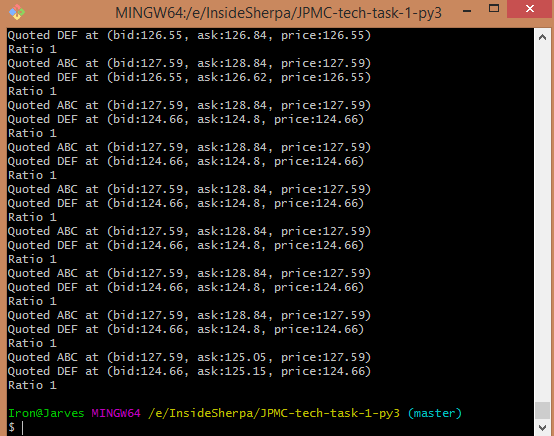 MINGW64:/e/InsideSherpa/JPMC-tech-task-1-py3
Quoted DEF at (bid:126.55, ask:126.84, price:126.55)
Ratio 1
Quoted ABC at (bid:127.59, ask:128.84, price:127.59)
Quoted DEF at (bid:126.55, ask:126.62, price:126.55)
Ratio 1
Quoted ABC at (bid:127.59, ask:128.84, price:127.59)
Quoted DEF at (bid:124.66, ask:124.8, price:124.66)
Ratio 1
Quoted ABC at (bid:127.59, ask:128.84, price:127.59)
Quoted DEF at (bid:124.66, ask:124.8, price:124.66)
Ratio 1
Quoted ABC at (bid:127.59, ask:128.84, price:127.59)
Quoted DEF at (bid:124.66, ask:124.8, price:124.66)
Ratio 1
Quoted ABC at (bid:127.59, ask:128.84, price:127.59)
Quoted DEF at (bid:124.66, ask:124.8, price:124.66)
Ratio 1
Quoted ABC at (bid:127.59, ask:128.84, price:127.59)
Quoted DEF at (bid:124.66, ask:124.8, price:124.66)
Ratio 1
Quoted ABC at (bid:127.59, ask:128.84, price:127.59)
Quoted DEF at (bid:124.66, ask:124.8, price:124.66)
Ratio 1
Quoted ABC at (bid:127.59, ask:125.05, price:127.59)
Quoted DEF at (bid:124.66, ask:125.15, price:124.66)
Ratio 1
Iron@Jarves MINGW64 /e/InsideSherpa/JPMC-tech-task-1-py3 (master)
$